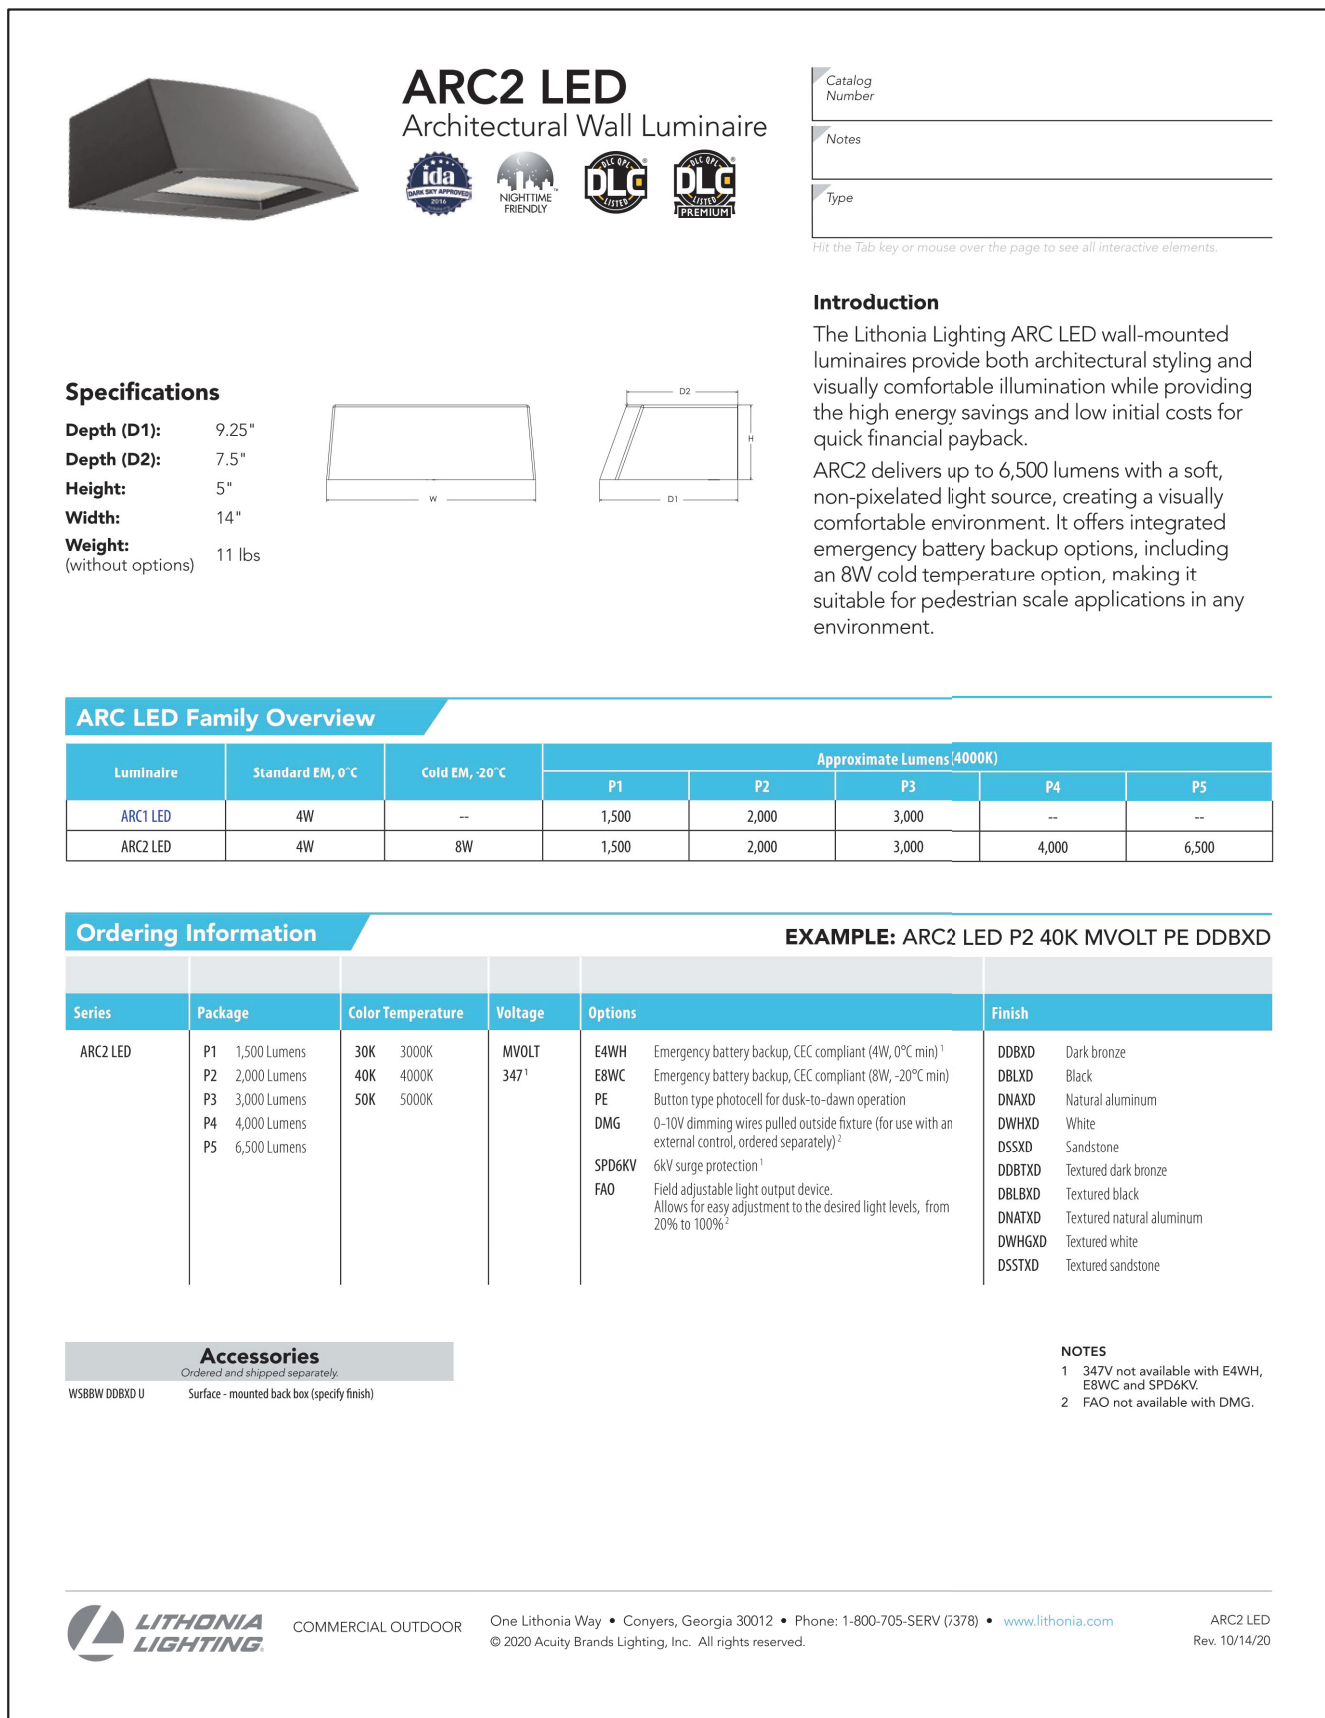 ARC2 LED
Architectural Wall Luminaire
ida
DARK SKY APPROVED
2016
NIGHTTIME
FRIENDLY
DLC QPL
DLC
LISTED
DLC QPL
DLC
LISTED
PREMIUM
Catalog
Number
Notes
Type
Hit the Tab key or mouse over the page to see all interactive elements.
Introduction
The Lithonia Lighting ARC LED wall-mounted
luminaires provide both architectural styling and
visually comfortable illumination while providing
the high energy savings and low initial costs for
quick financial payback.
ARC2 delivers up to 6,500 lumens with a soft,
non-pixelated light source, creating a visually
comfortable environment. It offers integrated
emergency battery backup options, including
an 8W cold temperature option, making it
suitable for pedestrian scale applications in any
environment.
Specifications
Depth (D1): 9.25"
Depth (D2): 7.5"
Height: 5"
Width: 14"
Weight:
(without options) 11 lbs
W
D2
H
D1
ARC LED Family Overview
Luminaire Standard EM, 0°C Cold EM, -20°C Approximate Lumens (4000K)
P1 P2 P3 P4 P5
ARC1 LED 4W -- 1,500 2,000 3,000 -- --
ARC2 LED 4W 8W 1,500 2,000 3,000 4,000 6,500
Ordering Information
EXAMPLE: ARC2 LED P2 40K MVOLT PE DDBXD
Series Package Color Temperature Voltage Options Finish
ARC2 LED
P1 1,500 Lumens
P2 2,000 Lumens
P3 3,000 Lumens
P4 4,000 Lumens
P5 6,500 Lumens
30K 3000K
40K 4000K
50K 5000K
MVOLT
347 1
E4WH Emergency battery backup, CEC compliant (4W, 0°C min) 1
E8WC Emergency battery backup, CEC compliant (8W, -20°C min)
PE Button type photocell for dusk-to-dawn operation
DMG 0-10V dimming wires pulled outside fixture (for use with an
external control, ordered separately) 2
SPD6KV 6kV surge protection 1
FAO Field adjustable light output device.
Allows for easy adjustment to the desired light levels, from
20% to 100% 2
DDBXD Dark bronze
DBLXD Black
DNAXD Natural aluminum
DWHXD White
DSSXD Sandstone
DDBTXD Textured dark bronze
DBLBXD Textured black
DNATXD Textured natural aluminum
DWHGXD Textured white
DSSTXD Textured sandstone
Accessories
Ordered and shipped separately.
WSBBW DDBXD U Surface - mounted back box (specify finish)
NOTES
1 347V not available with E4WH,
E8WC and SPD6KV.
2 FAO not available with DMG.
LITHONIA
LIGHTING®
COMMERCIAL OUTDOOR
One Lithonia Way • Conyers, Georgia 30012 • Phone: 1-800-705-SERV (7378) • www.lithonia.com
© 2020 Acuity Brands Lighting, Inc. All rights reserved.
ARC2 LED
Rev. 10/14/20